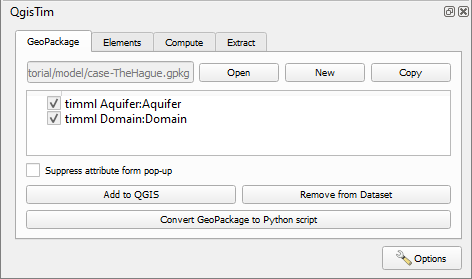 QgisTim
GeoPackage Elements Compute Extract
torial/model/case-TheHague.gpkg Open New Copy
timml Aquifer:Aquifer
timml Domain:Domain
Suppress attribute form pop-up
Add to QGIS Remove from Dataset
Convert GeoPackage to Python script
Options